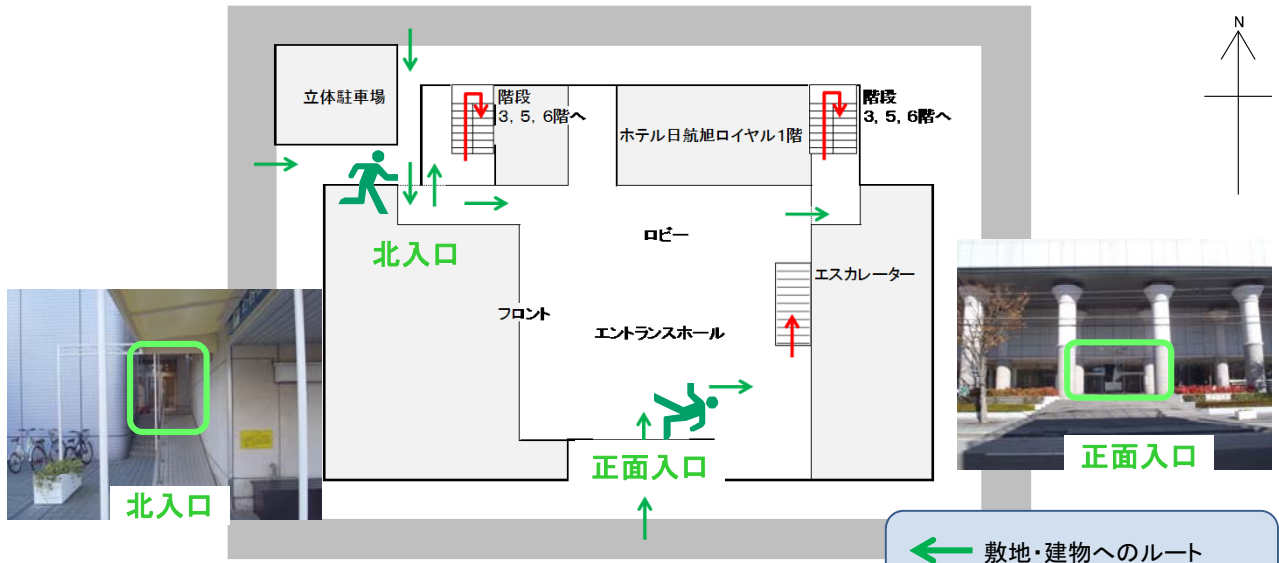 N
立体駐車場
階段
3, 5, 6階へ
ホテル日航旭ロイヤル1階
階段
3, 5, 6階へ
北入口
ロビー
エスカレーター
フロント
エントランスホール
正面入口
北入口
正面入口
敷地・建物へのルート